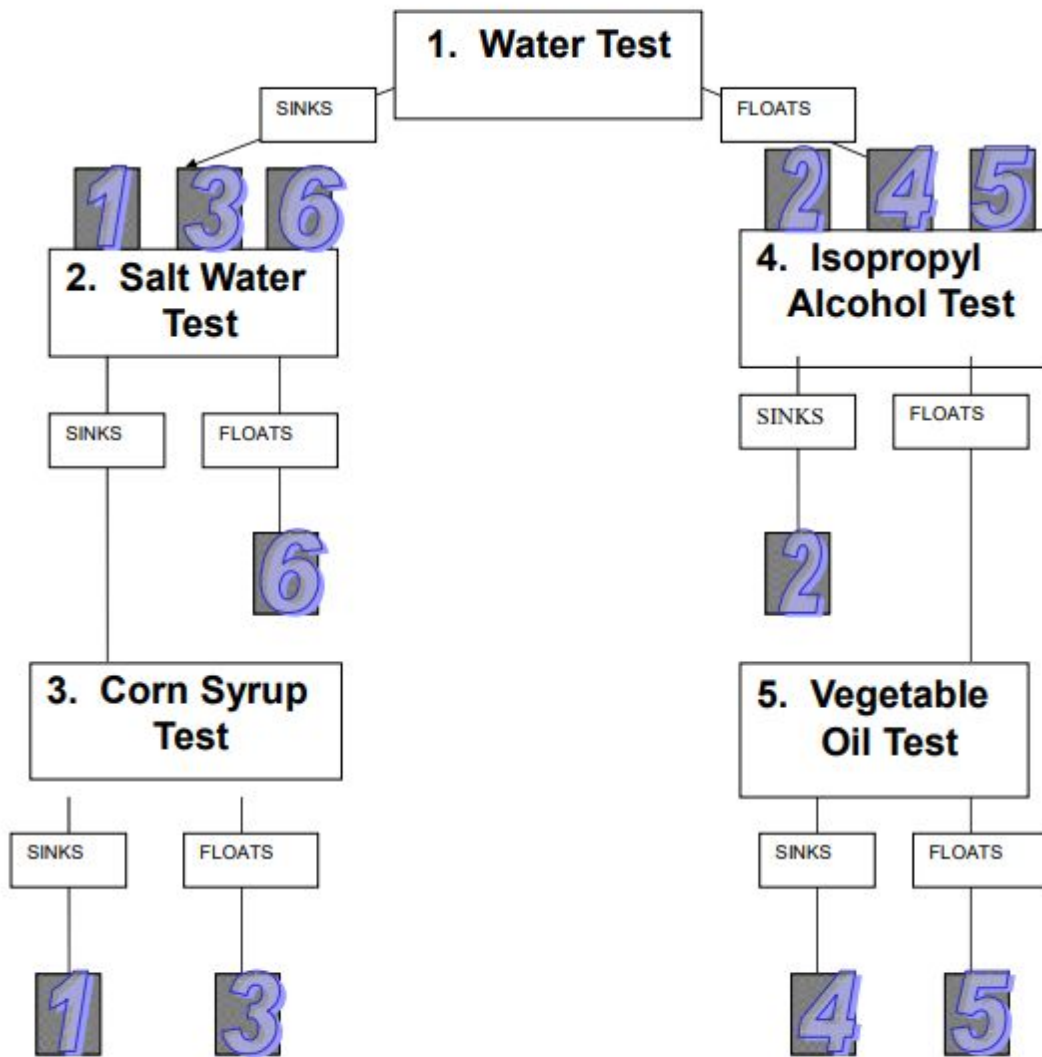 1. Water Test
SINKS
FLOATS
1 3 6
2 4 5
2. Salt Water
Test
4. Isopropyl
Alcohol Test
SINKS
FLOATS
SINKS
FLOATS
6
2
3. Corn Syrup
Test
5. Vegetable
Oil Test
SINKS
FLOATS
SINKS
FLOATS
1
3
4
5